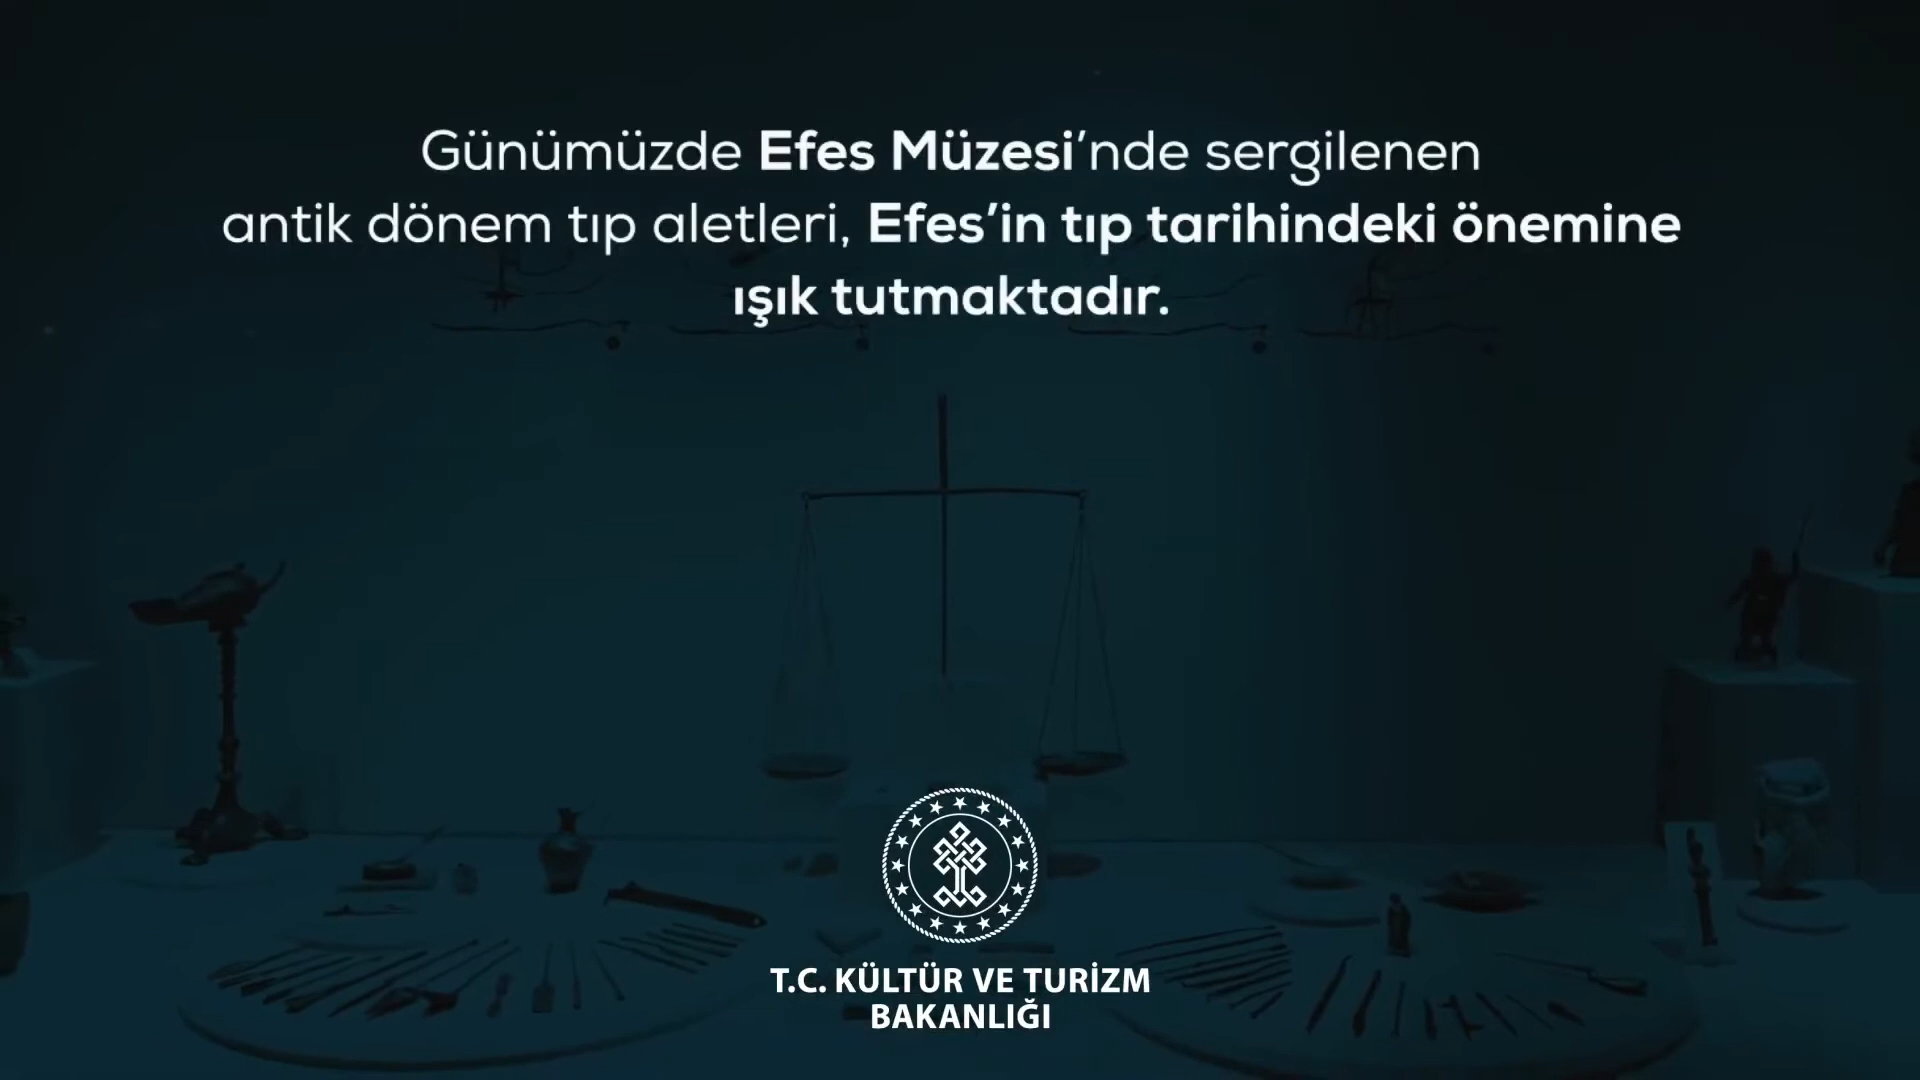 Günümüzde Efes Müzesi’nde sergilenen
antik dönem tıp aletleri, Efes’in tıp tarihindeki önemine
ışık tutmaktadır.
T.C. KÜLTÜR VE TURİZM
BAKANLIĞI